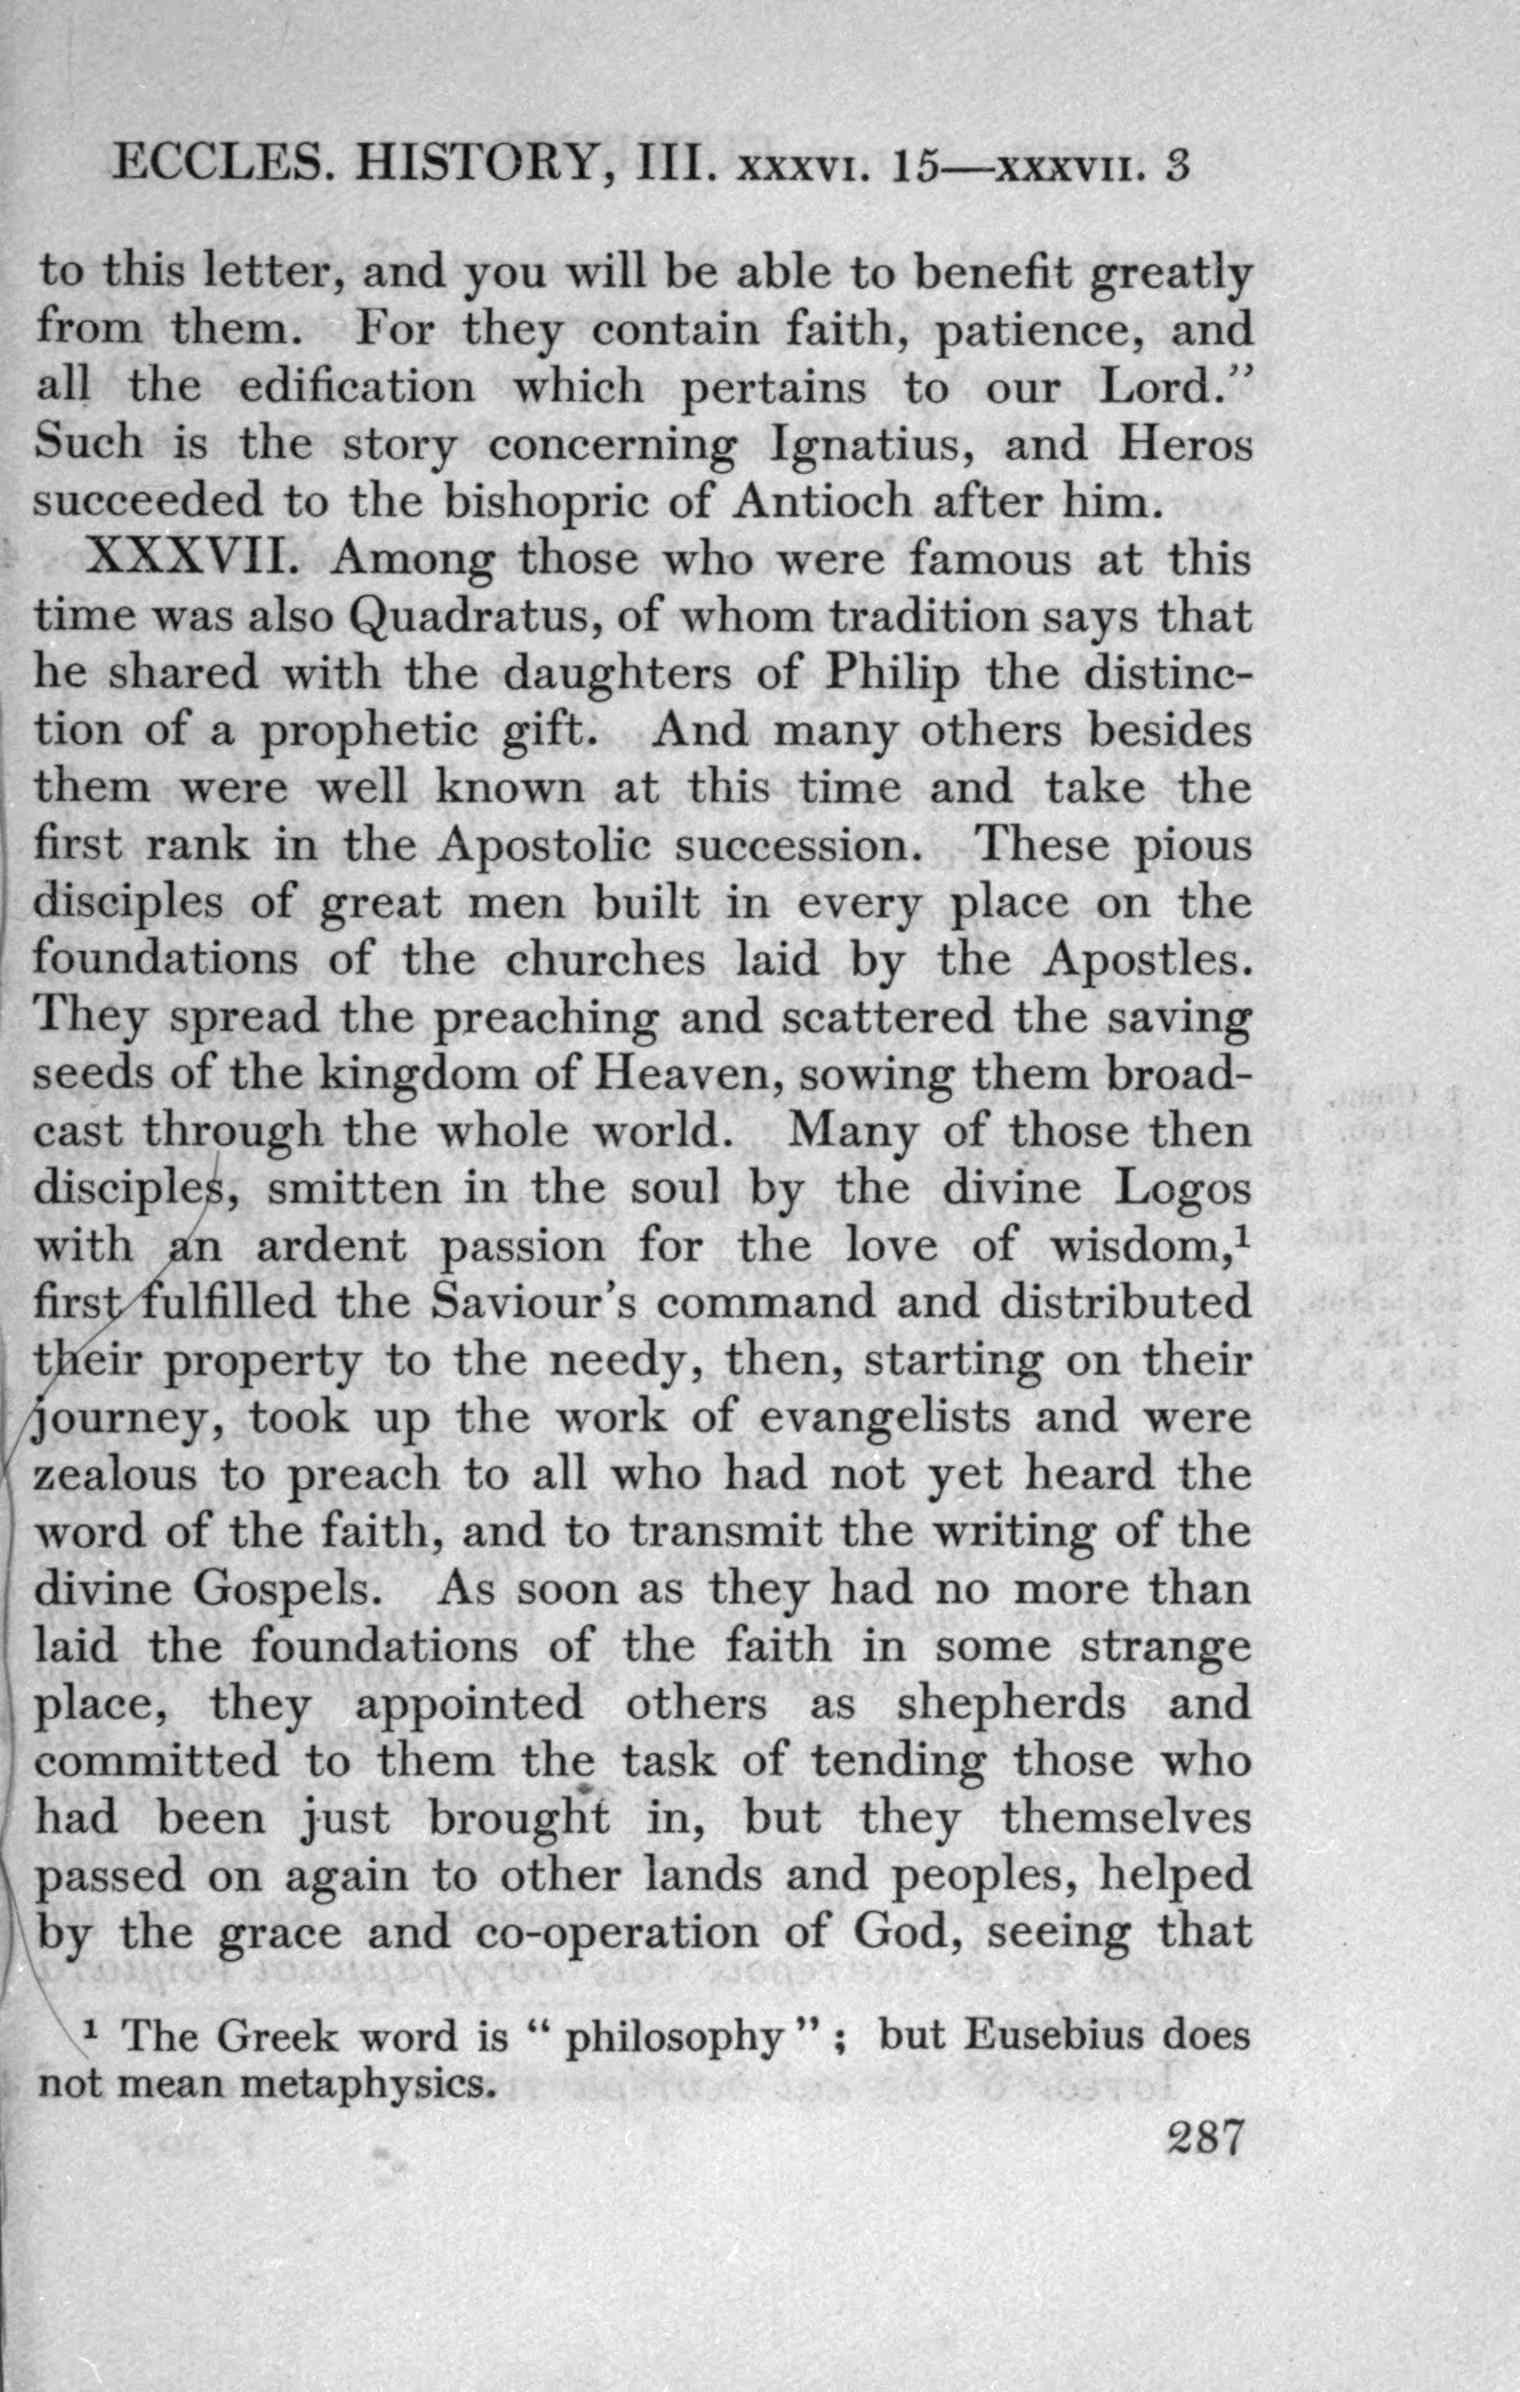 ECCLES. HISTORY, III. XXXVI. 15—XXXVII. 3
to this letter, and you will be able to benefit greatly
from them. For they contain faith, patience, and
all the edification which pertains to our Lord.”
Such is the story concerning Ignatius, and Heros
succeeded to the bishopric of Antioch after him.
XXXVII. Among those who were famous at this
time was also Quadratus, of whom tradition says that
he shared with the daughters of Philip the distinc-
tion of a prophetic gift. And many others besides
them were well known at this time and take the
first rank in the Apostolic succession. These pious
disciples of great men built in every place on the
foundations of the churches laid by the Apostles.
They spread the preaching and scattered the saving
seeds of the kingdom of Heaven, sowing them broad-
cast through the whole world. Many of those then
disciples, smitten in the soul by the divine Logos
with an ardent passion for the love of wisdom,¹
first fulfilled the Saviour’s command and distributed
their property to the needy, then, starting on their
journey, took up the work of evangelists and were
zealous to preach to all who had not yet heard the
word of the faith, and to transmit the writing of the
divine Gospels. As soon as they had no more than
laid the foundations of the faith in some strange
place, they appointed others as shepherds and
committed to them the task of tending those who
had been just brought in, but they themselves
passed on again to other lands and peoples, helped
by the grace and co-operation of God, seeing that
¹ The Greek word is “ philosophy ” ; but Eusebius does
not mean metaphysics.
287